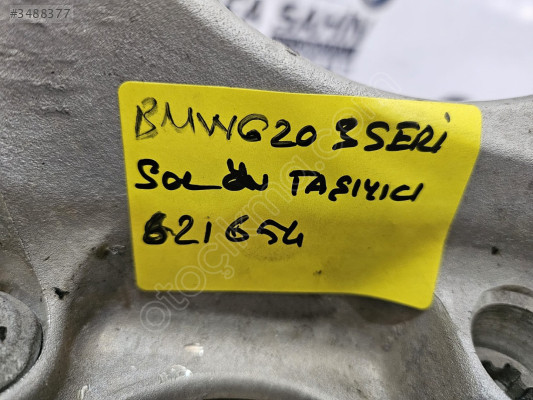 #3488377
BMW G20 3 SERİ
SOL ÖN TAŞIYICI
621654